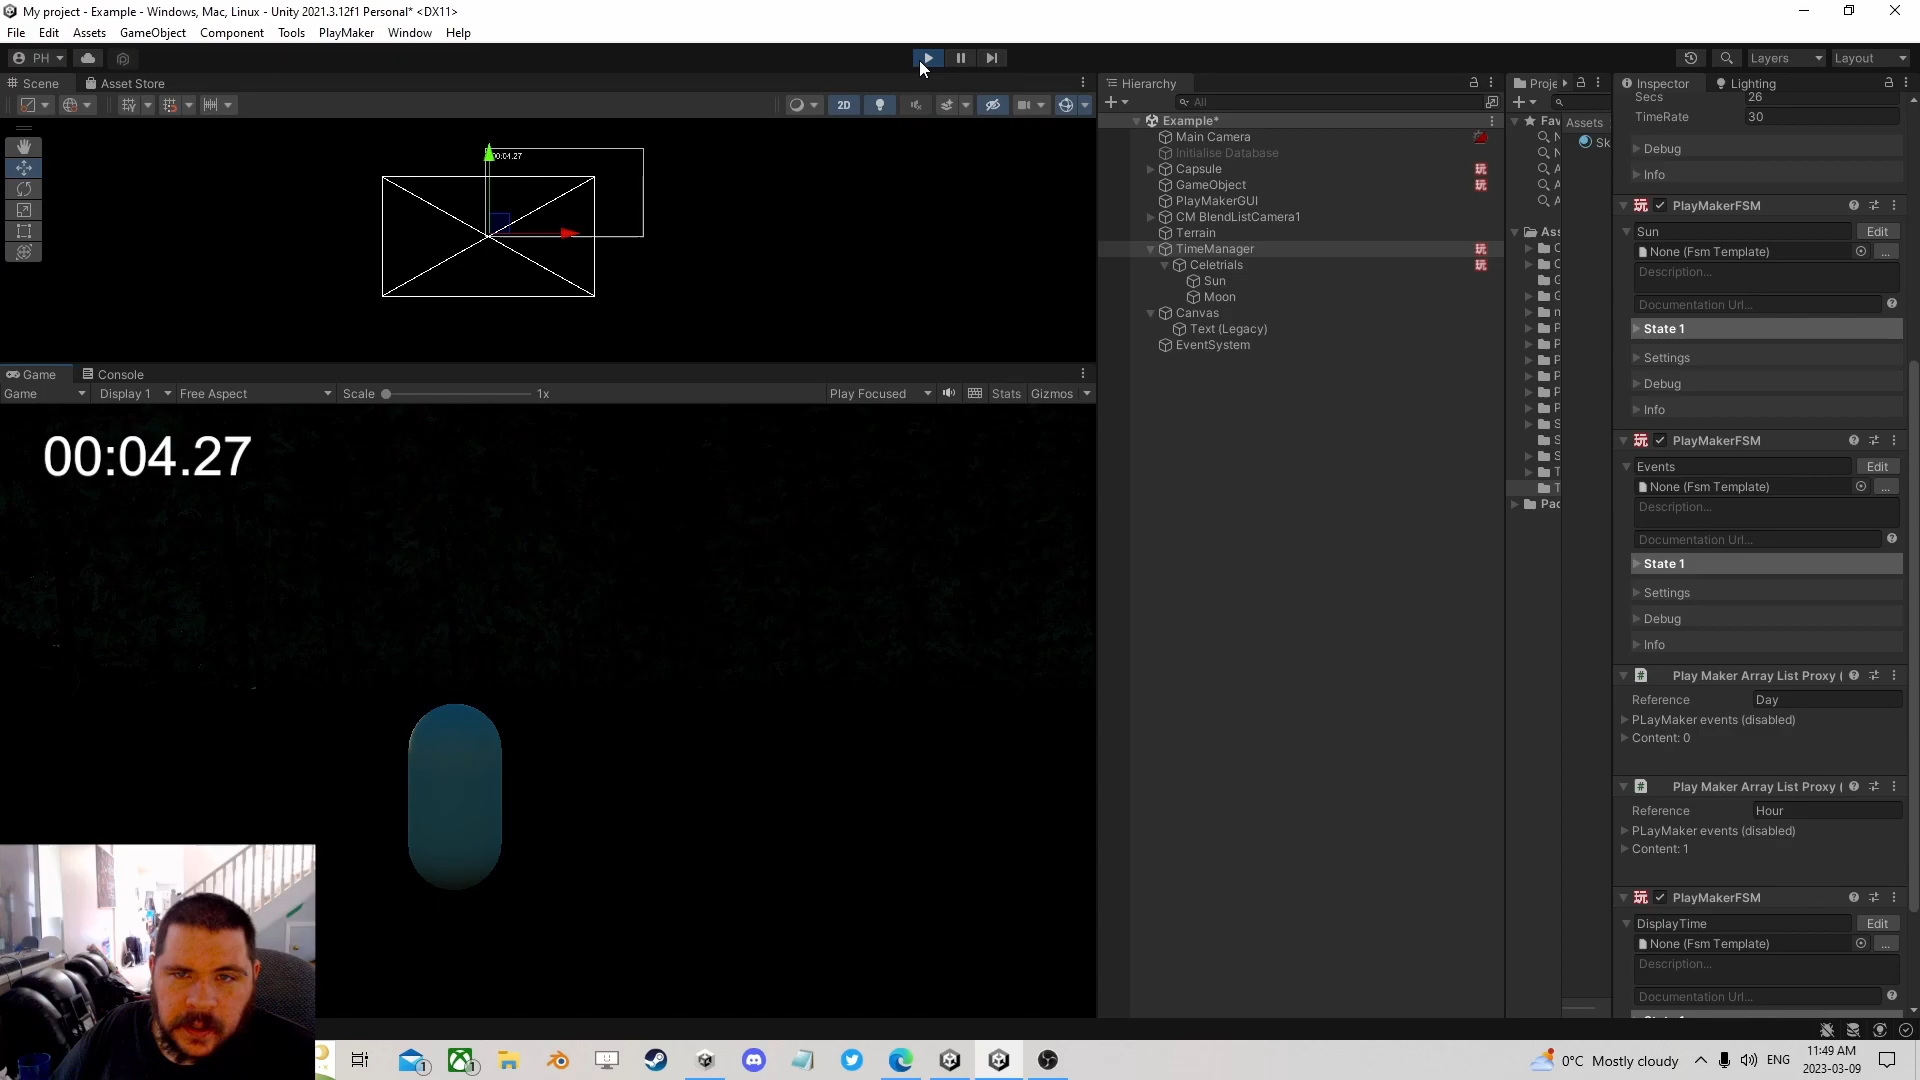 My project - Example - Windows, Mac, Linux - Unity 2021.3.12f1 Personal* <DX11>
File Edit Assets GameObject Component Tools PlayMaker Window Help
PH
Layers Layout
Scene Asset Store
2D
00:04.27
Game Console
Game Display 1 Free Aspect Scale 1x Play Focused Stats Gizmos
00:04.27
Hierarchy
All
Example*
Main Camera
Initialise Database
Capsule
GameObject
PlayMakerGUI
CM BlendListCamera1
Terrain
TimeManager
Celetrials
Sun
Moon
Canvas
Text (Legacy)
EventSystem
Proje
Fav
Ass
Pac
Assets
Sk
Inspector Lighting
Secs 26
TimeRate 30
Debug
Info
PlayMakerFSM
Sun Edit
None (Fsm Template) ...
Description...
Documentation Url...
State 1
Settings
Debug
Info
PlayMakerFSM
Events Edit
None (Fsm Template) ...
Description...
Documentation Url...
State 1
Settings
Debug
Info
Play Maker Array List Proxy (
Reference Day
PLayMaker events (disabled)
Content: 0
Play Maker Array List Proxy (
Reference Hour
PLayMaker events (disabled)
Content: 1
PlayMakerFSM
DisplayTime Edit
None (Fsm Template) ...
Description...
Documentation Url...
0°C Mostly cloudy
ENG
11:49 AM
2023-03-09